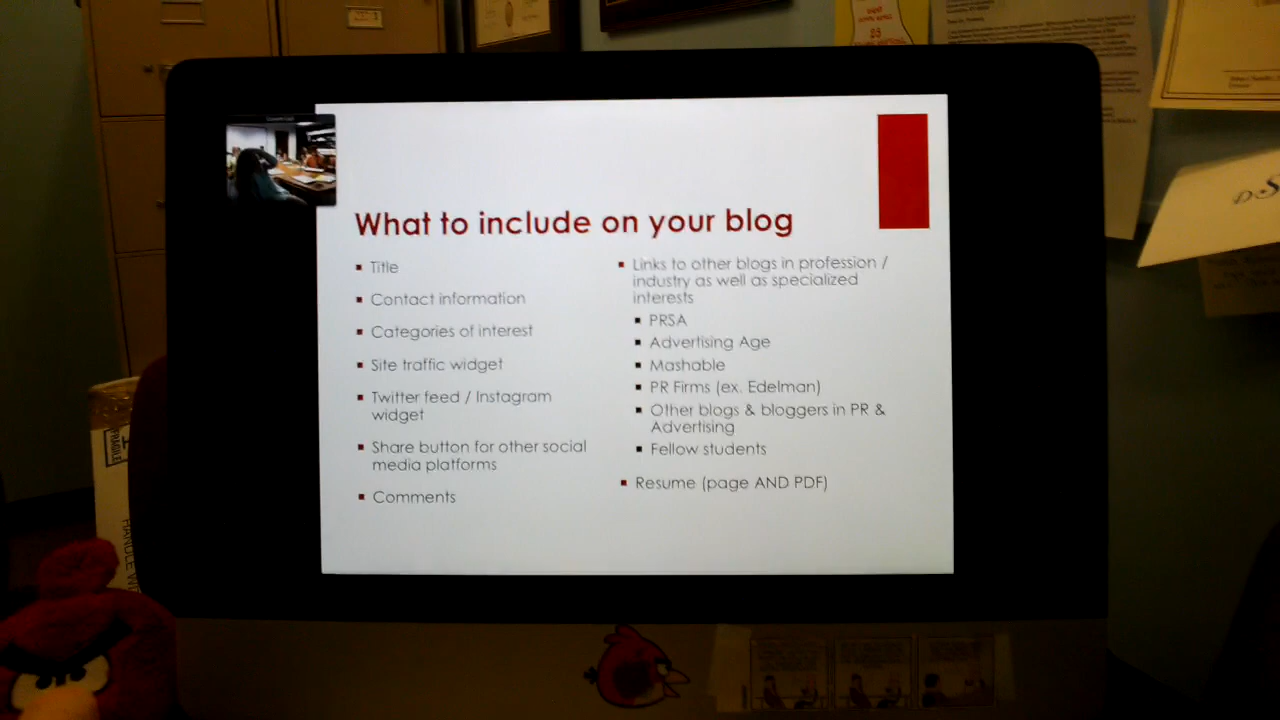 What to include on your blog
Title
Contact information
Categories of interest
Site traffic widget
Twitter feed / Instagram
widget
Share button for other social
media platforms
Comments
Links to other blogs in profession /
industry as well as specialized
interests
PRSA
Advertising Age
Mashable
PR Firms (ex. Edelman)
Other blogs & bloggers in PR &
Advertising
Fellow students
Resume (page AND PDF)
25
FRAGILE